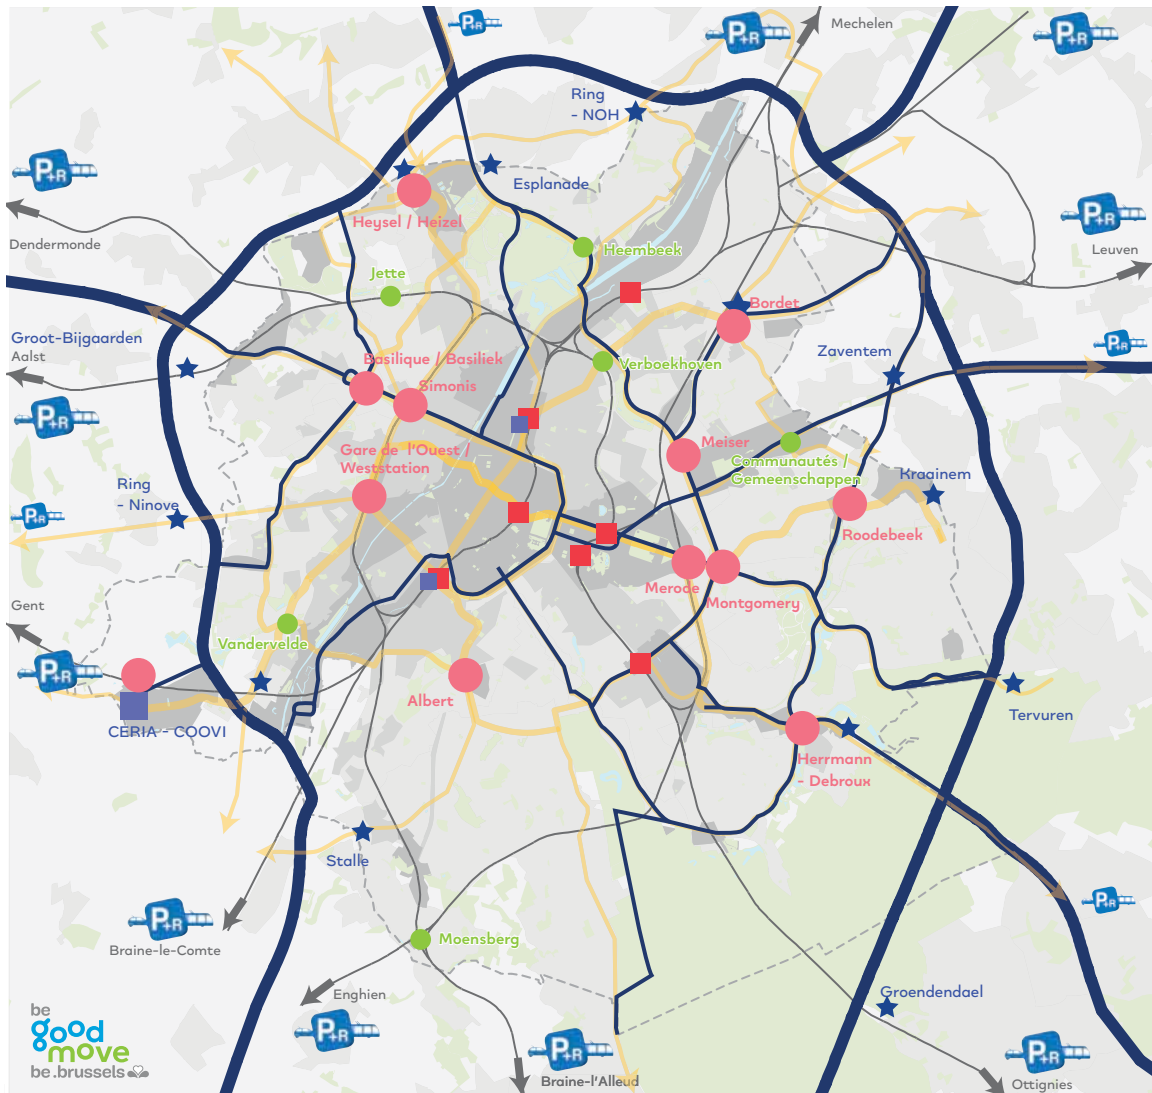 P+R
P+R
P+R
Mechelen
Ring
- NOH
P+R
Esplanade
P+R
Heysel / Heizel
Dendermonde
Heembeek
Leuven
Jette
Bordet
Groot-Bijgaarden
P+R
Aalst
Zaventem
Basilique / Basiliek
Verboekhoven
Simonis
P+R
Meiser
Gare de l'Ouest /
Weststation
Communautés /
Gemeenschappen
Kraainem
Ring
- Ninove
P+R
Roodebeek
Merode
Montgomery
Gent
Vandervelde
P+R
Albert
Tervuren
CERIA - COOVI
Herrmann
- Debroux
Stalle
P+R
P+R
Braine-le-Comte
Moensberg
Enghien
Groendendael
be
good
move
be.brussels
P+R
P+R
P+R
Braine-l'Alleud
Ottignies